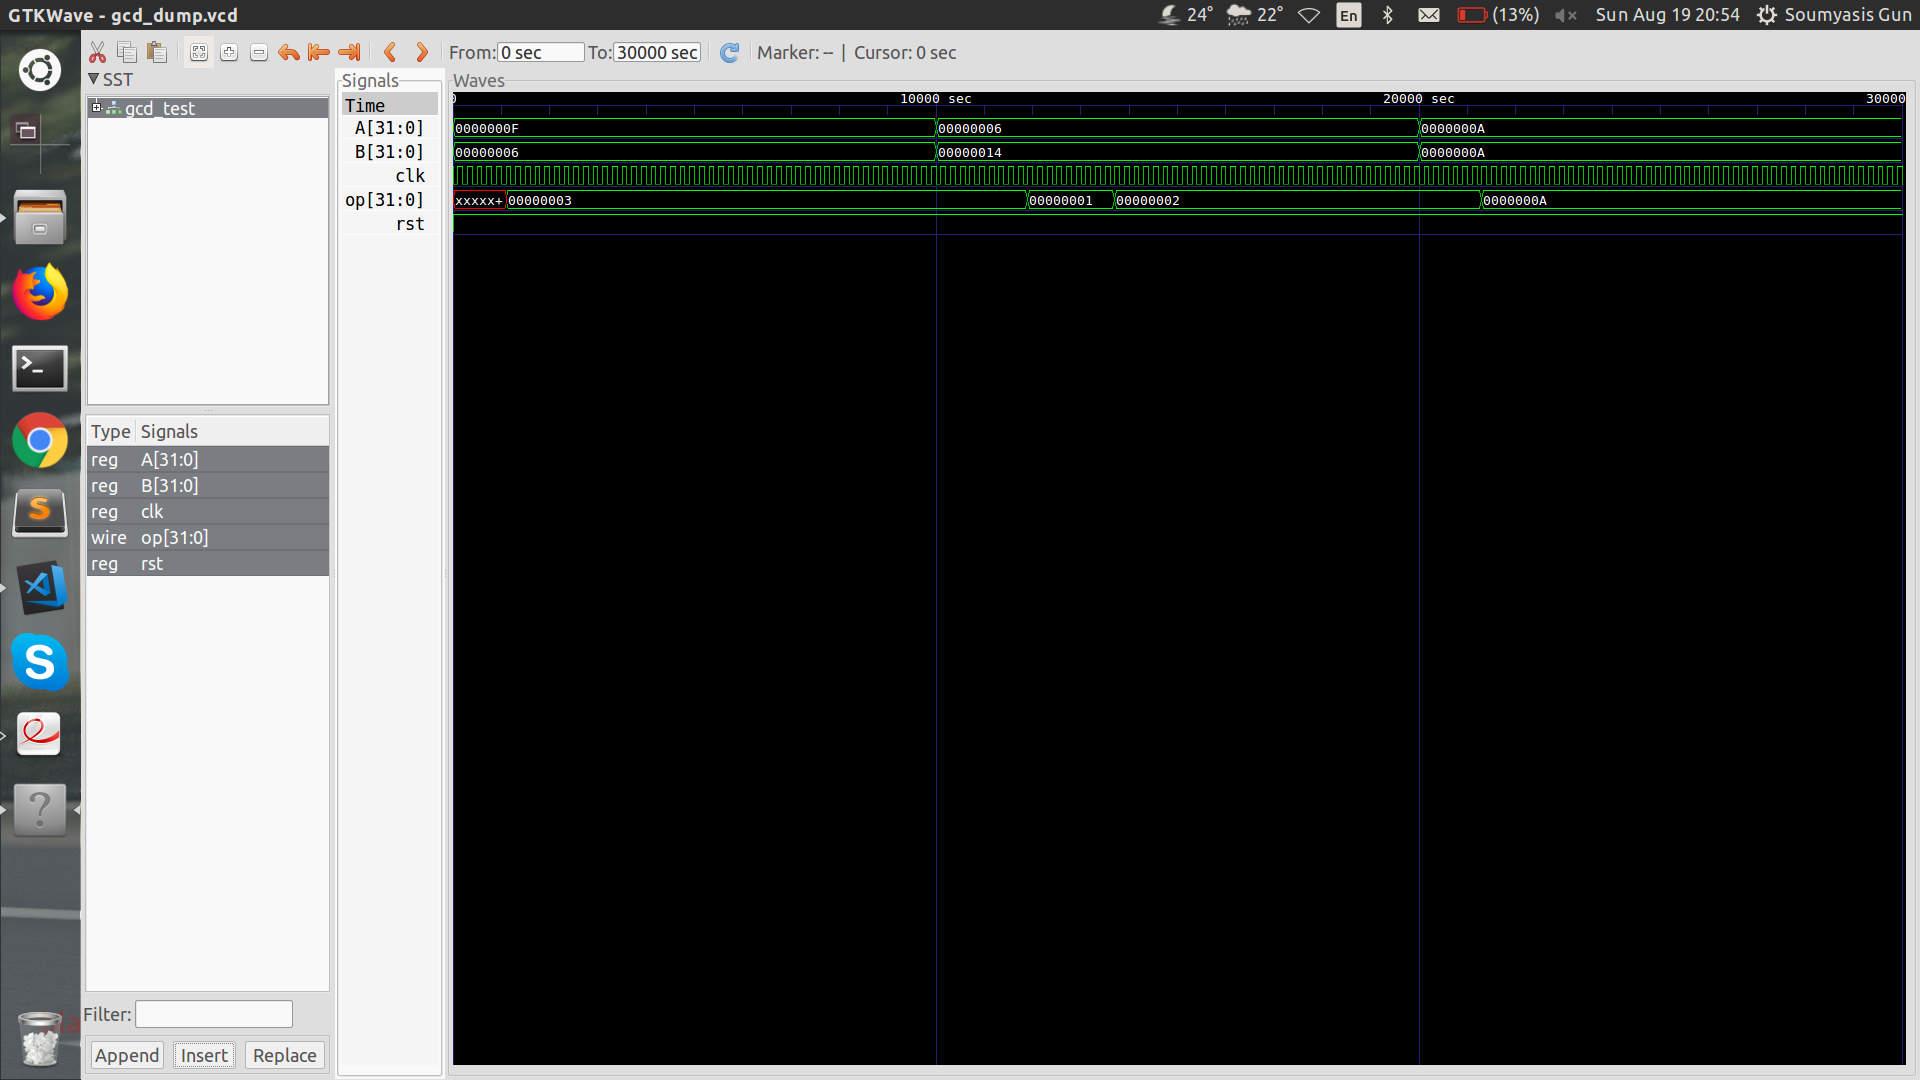 GTKWave - gcd_dump.vcd
24° 22° En (13%) Sun Aug 19 20:54 Soumyasis Gun
From: 0 sec To: 30000 sec Marker: -- | Cursor: 0 sec
SST
gcd_test
Type Signals
reg A[31:0]
reg B[31:0]
reg clk
wire op[31:0]
reg rst
Filter:
Append Insert Replace
Signals
Time
A[31:0]
B[31:0]
clk
op[31:0]
rst
Waves
0 10000 sec 20000 sec 30000
0000000F 00000006 0000000A
00000006 00000014 0000000A
xxxxx+ 00000003 00000001 00000002 0000000A